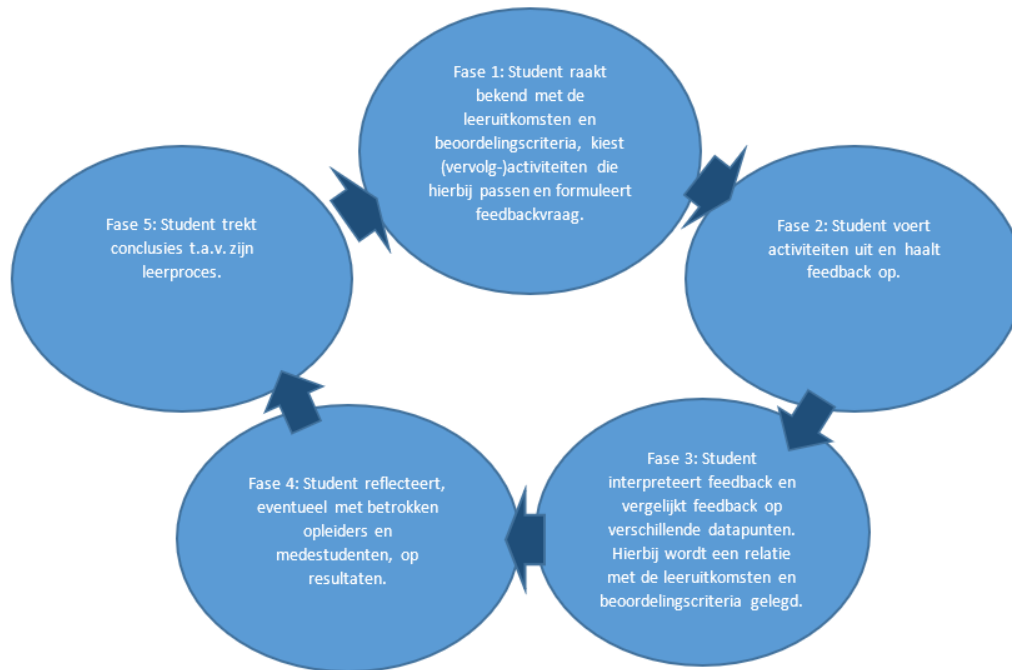 Fase 1: Student raakt
bekend met de
leeruitkomsten en
beoordelingscriteria, kiest
(vervolg-)activiteiten die
hierbij passen en formuleert
feedbackvraag.
Fase 2: Student voert
activiteiten uit en haalt
feedback op.
Fase 3: Student
interpreteert feedback en
vergelijkt feedback op
verschillende datapunten.
Hierbij wordt een relatie
met de leeruitkomsten en
beoordelingscriteria gelegd.
Fase 4: Student reflecteert,
eventueel met betrokken
opleiders en
medestudenten, op
resultaten.
Fase 5: Student trekt
conclusies t.a.v. zijn
leerproces.